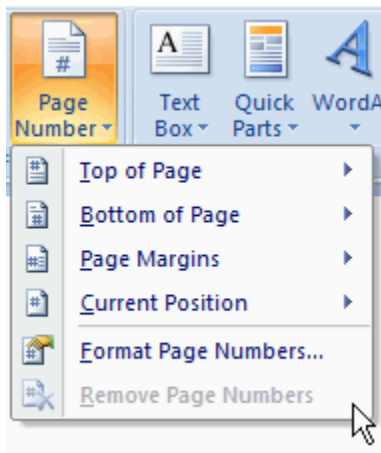 Page Number
Text Box
Quick Parts
WordA
Top of Page
Bottom of Page
Page Margins
Current Position
Format Page Numbers...
Remove Page Numbers